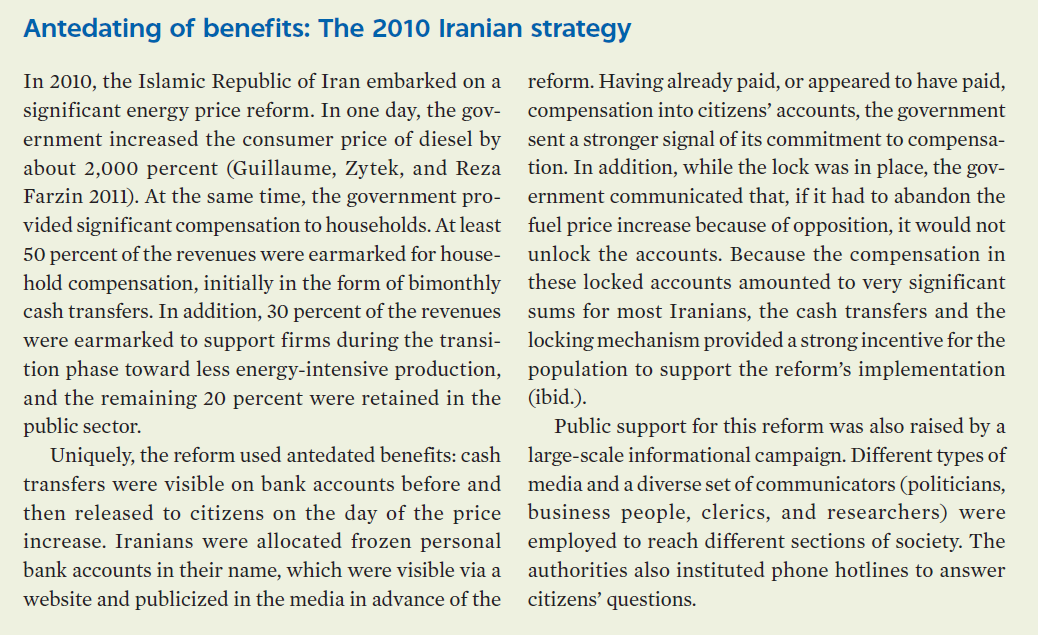 Antedating of benefits: The 2010 Iranian strategy
In 2010, the Islamic Republic of Iran embarked on a
significant energy price reform. In one day, the gov-
ernment increased the consumer price of diesel by
about 2,000 percent (Guillaume, Zytek, and Reza
Farzin 2011). At the same time, the government pro-
vided significant compensation to households. At least
50 percent of the revenues were earmarked for house-
hold compensation, initially in the form of bimonthly
cash transfers. In addition, 30 percent of the revenues
were earmarked to support firms during the transi-
tion phase toward less energy-intensive production,
and the remaining 20 percent were retained in the
public sector.
Uniquely, the reform used antedated benefits: cash
transfers were visible on bank accounts before and
then released to citizens on the day of the price
increase. Iranians were allocated frozen personal
bank accounts in their name, which were visible via a
website and publicized in the media in advance of the
reform. Having already paid, or appeared to have paid,
compensation into citizens’ accounts, the government
sent a stronger signal of its commitment to compensa-
tion. In addition, while the lock was in place, the gov-
ernment communicated that, if it had to abandon the
fuel price increase because of opposition, it would not
unlock the accounts. Because the compensation in
these locked accounts amounted to very significant
sums for most Iranians, the cash transfers and the
locking mechanism provided a strong incentive for the
population to support the reform’s implementation
(ibid.).
Public support for this reform was also raised by a
large-scale informational campaign. Different types of
media and a diverse set of communicators (politicians,
business people, clerics, and researchers) were
employed to reach different sections of society. The
authorities also instituted phone hotlines to answer
citizens’ questions.